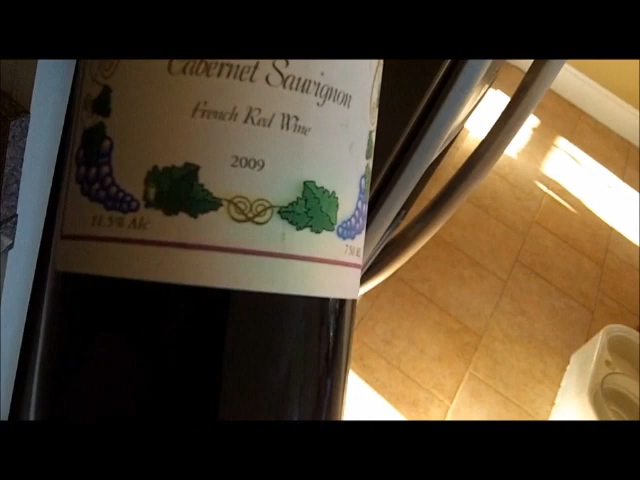 Cabernet Sauvignon
French Red Wine
2009
11.5% Alc
750 ML